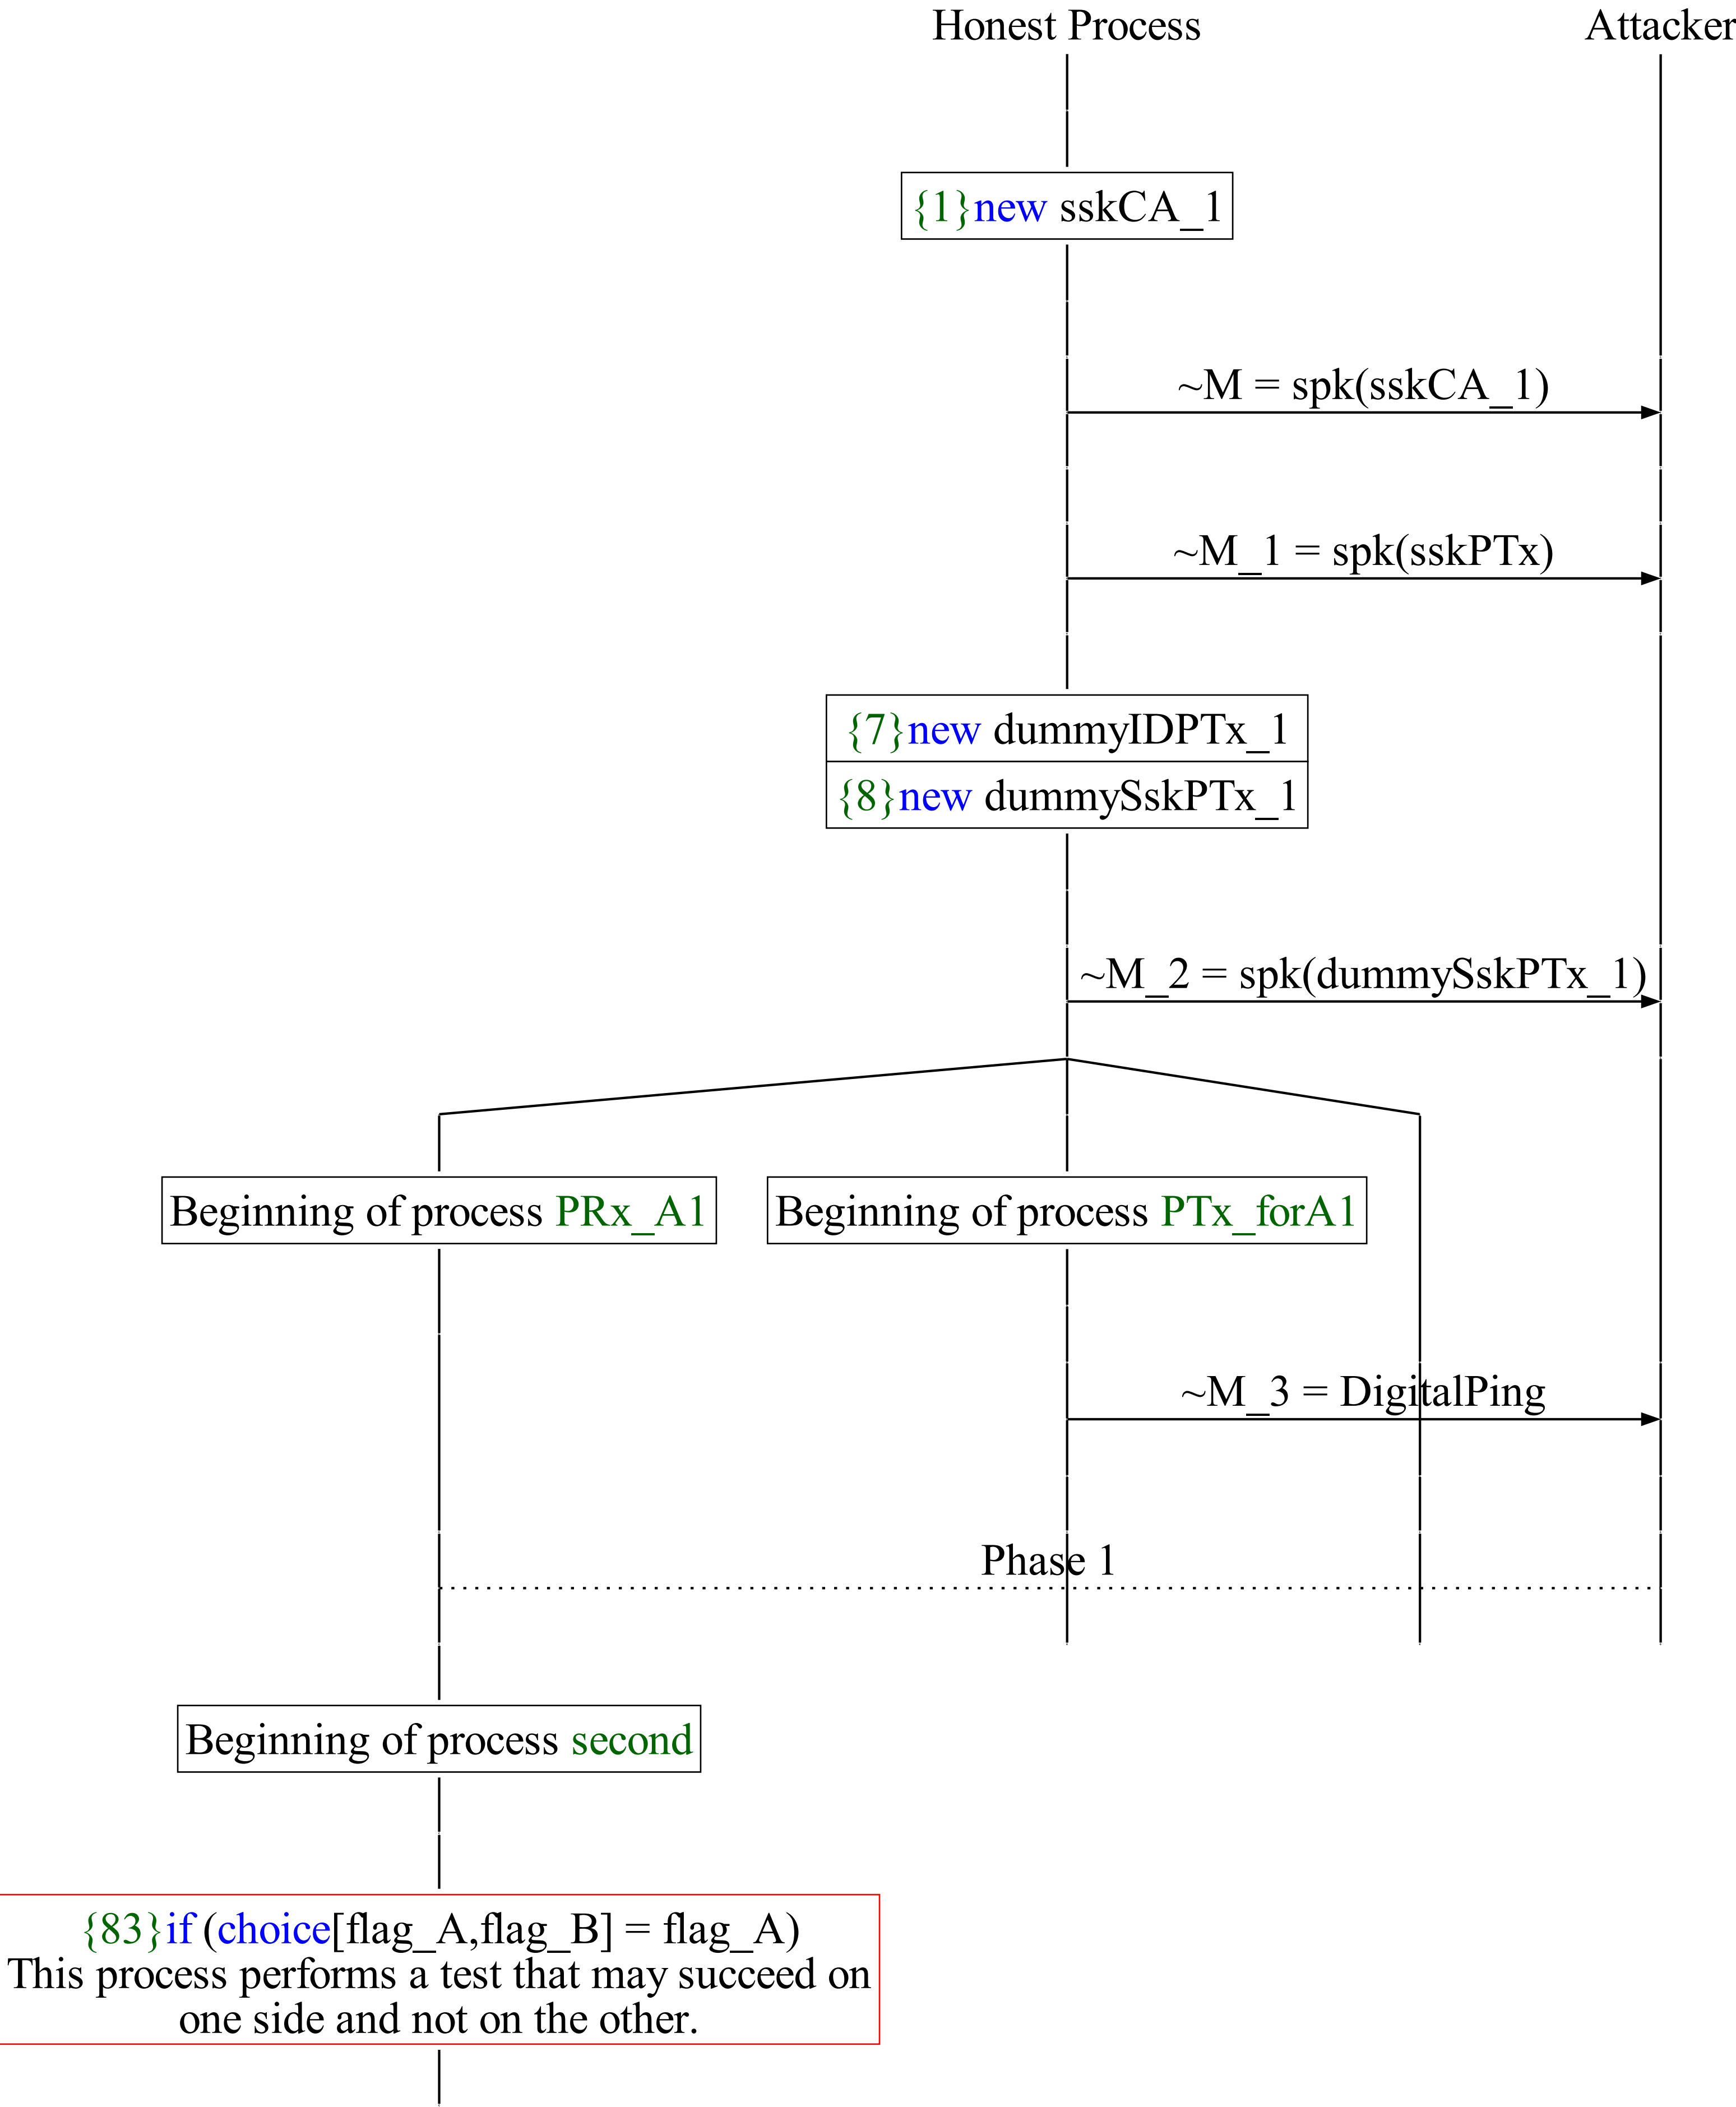 Honest Process
Attacker
{1}new sskCA_1
~M = spk(sskCA_1)
~M_1 = spk(sskPTx)
{7}new dummyIDPTx_1
{8}new dummySskPTx_1
~M_2 = spk(dummySskPTx_1)
Beginning of process PRx_A1
Beginning of process PTx_forA1
~M_3 = DigitalPing
Phase 1
Beginning of process second
{83}if (choice[flag_A,flag_B] = flag_A)
This process performs a test that may succeed on
one side and not on the other.